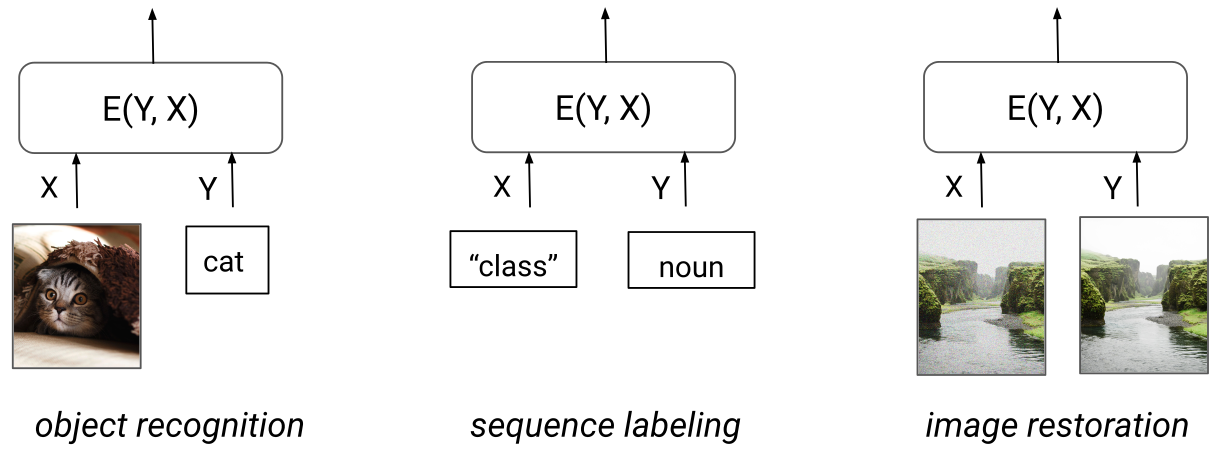 E(Y, X)
X
Y
cat
object recognition
E(Y, X)
X
Y
“class”
noun
sequence labeling
E(Y, X)
X
Y
image restoration